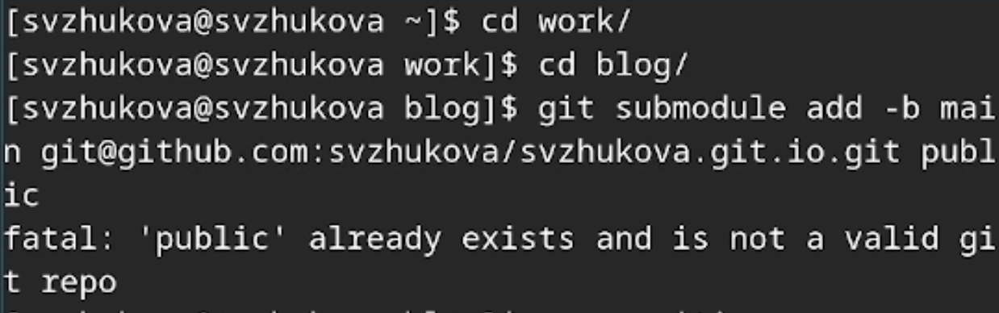 [svzhukova@svzhukova ~]$ cd work/
[svzhukova@svzhukova work]$ cd blog/
[svzhukova@svzhukova blog]$ git submodule add -b mai
n git@github.com:svzhukova/svzhukova.git.io.git publ
ic
fatal: 'public' already exists and is not a valid gi
t repo